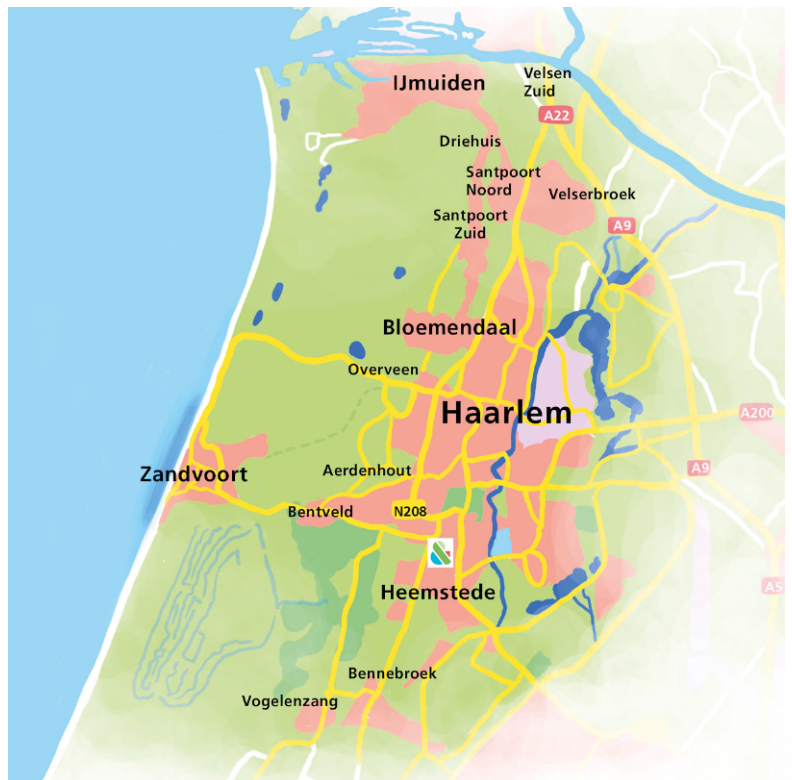 IJmuiden
Velsen
Zuid
A22
Driehuis
Santpoort
Noord
Velserbroek
Santpoort
Zuid
A9
Bloemendaal
Overveen
Haarlem
A200
Zandvoort
Aerdenhout
A9
Bentveld
N208
Heemstede
A5
Bennebroek
Vogelenzang